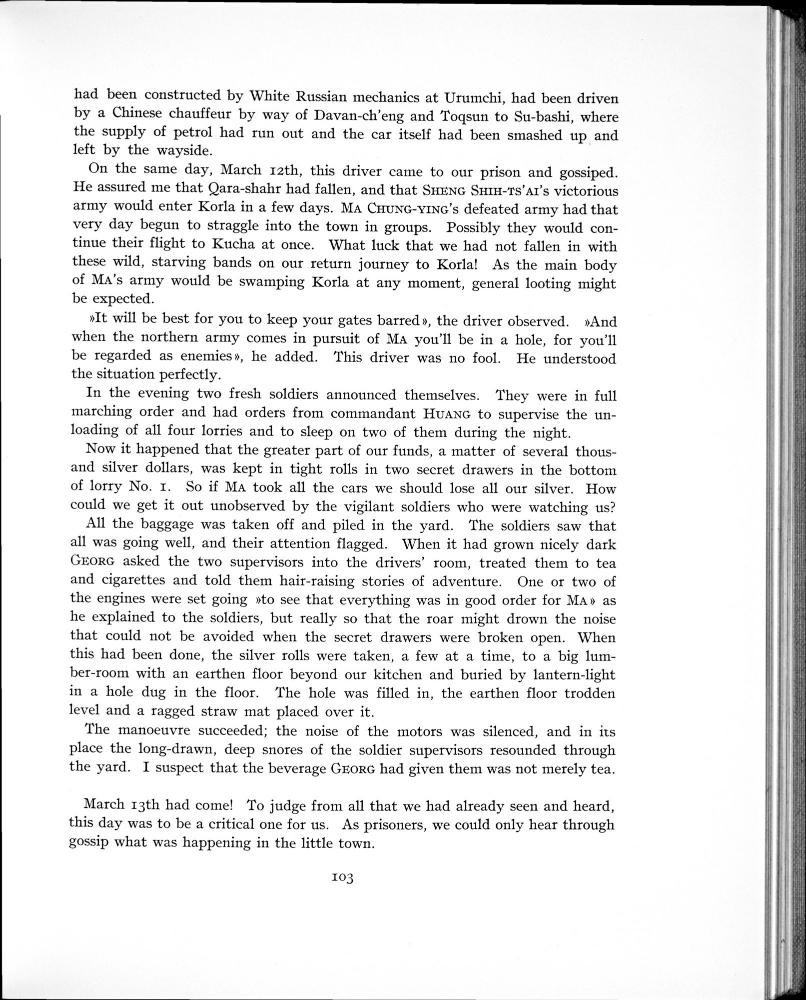 had been constructed by White Russian mechanics at Urumchi, had been driven
by a Chinese chauffeur by way of Davan-ch'eng and Toqsun to Su-bashi, where
the supply of petrol had run out and the car itself had been smashed up and
left by the wayside.
On the same day, March 12th, this driver came to our prison and gossiped.
He assured me that Qara-shahr had fallen, and that SHENG SHIH-TS'AI's victorious
army would enter Korla in a few days. MA CHUNG-YING's defeated army had that
very day begun to straggle into the town in groups. Possibly they would con-
tinue their flight to Kucha at once. What luck that we had not fallen in with
these wild, starving bands on our return journey to Korla! As the main body
of MA's army would be swamping Korla at any moment, general looting might
be expected.
»It will be best for you to keep your gates barred», the driver observed. »And
when the northern army comes in pursuit of MA you'll be in a hole, for you'll
be regarded as enemies», he added. This driver was no fool. He understood
the situation perfectly.
In the evening two fresh soldiers announced themselves. They were in full
marching order and had orders from commandant HUANG to supervise the un-
loading of all four lorries and to sleep on two of them during the night.
Now it happened that the greater part of our funds, a matter of several thous-
and silver dollars, was kept in tight rolls in two secret drawers in the bottom
of lorry No. 1. So if MA took all the cars we should lose all our silver. How
could we get it out unobserved by the vigilant soldiers who were watching us?
All the baggage was taken off and piled in the yard. The soldiers saw that
all was going well, and their attention flagged. When it had grown nicely dark
GEORG asked the two supervisors into the drivers' room, treated them to tea
and cigarettes and told them hair-raising stories of adventure. One or two of
the engines were set going »to see that everything was in good order for MA» as
he explained to the soldiers, but really so that the roar might drown the noise
that could not be avoided when the secret drawers were broken open. When
this had been done, the silver rolls were taken, a few at a time, to a big lum-
ber-room with an earthen floor beyond our kitchen and buried by lantern-light
in a hole dug in the floor. The hole was filled in, the earthen floor trodden
level and a ragged straw mat placed over it.
The manoeuvre succeeded; the noise of the motors was silenced, and in its
place the long-drawn, deep snores of the soldier supervisors resounded through
the yard. I suspect that the beverage GEORG had given them was not merely tea.
March 13th had come! To judge from all that we had already seen and heard,
this day was to be a critical one for us. As prisoners, we could only hear through
gossip what was happening in the little town.
103